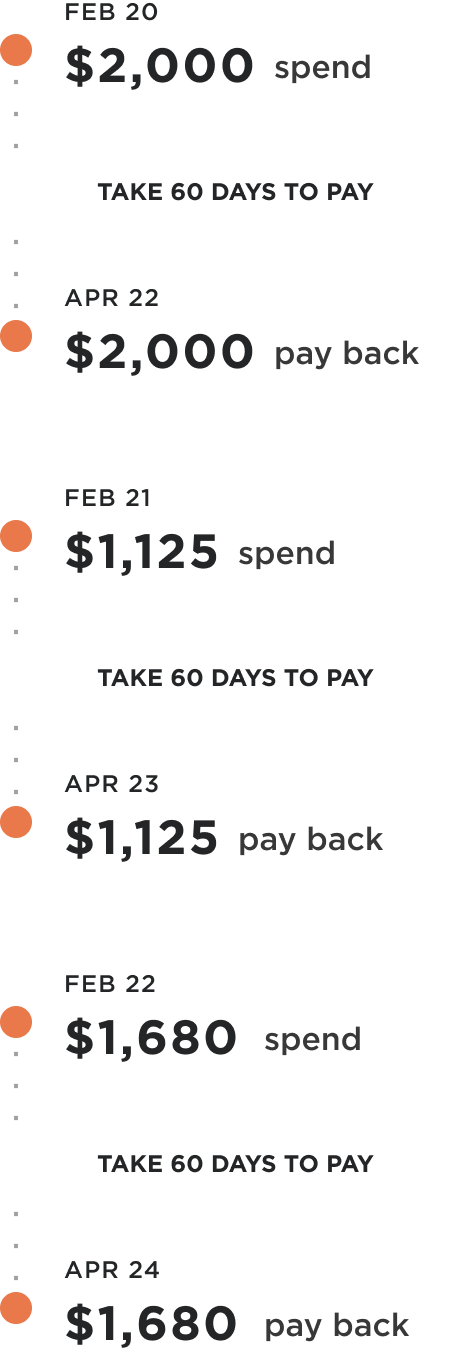 FEB 20
$2,000 spend
TAKE 60 DAYS TO PAY
APR 22
$2,000 pay back
FEB 21
$1,125 spend
TAKE 60 DAYS TO PAY
APR 23
$1,125 pay back
FEB 22
$1,680 spend
TAKE 60 DAYS TO PAY
APR 24
$1,680 pay back